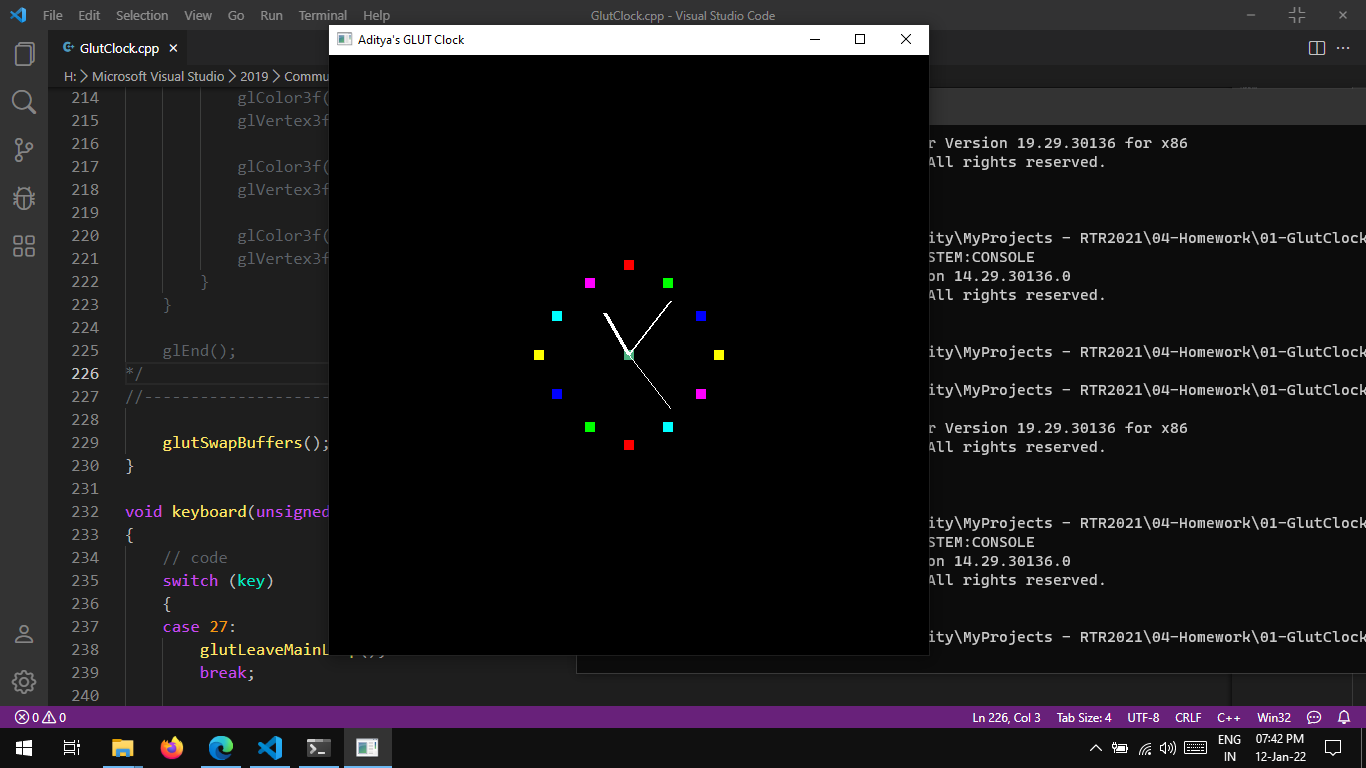 File Edit Selection View Go Run Terminal Help GlutClock.cpp - Visual Studio Code
Aditya's GLUT Clock
GlutClock.cpp
H: > Microsoft Visual Studio > 2019 > Commu
214 glColor3f(
215 glVertex3f
216
217 glColor3f(
218 glVertex3f
219
220 glColor3f(
221 glVertex3f
222 }
223 }
224
225 glEnd();
226 */
227 //--------------------
228
229 glutSwapBuffers();
230 }
231
232 void keyboard(unsigned
233 {
234 // code
235 switch (key)
236 {
237 case 27:
238 glutLeaveMainL
239 break;
240
r Version 19.29.30136 for x86
All rights reserved.
ity\MyProjects - RTR2021\04-Homework\01-GlutClock
STEM:CONSOLE
on 14.29.30136.0
All rights reserved.
ity\MyProjects - RTR2021\04-Homework\01-GlutClock
ity\MyProjects - RTR2021\04-Homework\01-GlutClock
r Version 19.29.30136 for x86
All rights reserved.
ity\MyProjects - RTR2021\04-Homework\01-GlutClock
STEM:CONSOLE
on 14.29.30136.0
All rights reserved.
ity\MyProjects - RTR2021\04-Homework\01-GlutClock
0 0 Ln 226, Col 3 Tab Size: 4 UTF-8 CRLF C++ Win32
ENG 07:42 PM
IN 12-Jan-22